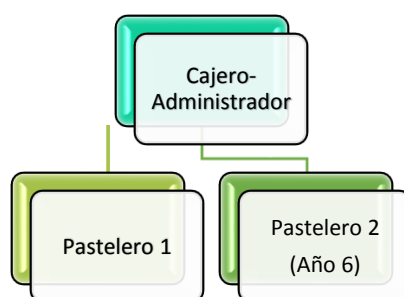 Cajero-
Administrador
Pastelero 1
Pastelero 2
(Año 6)